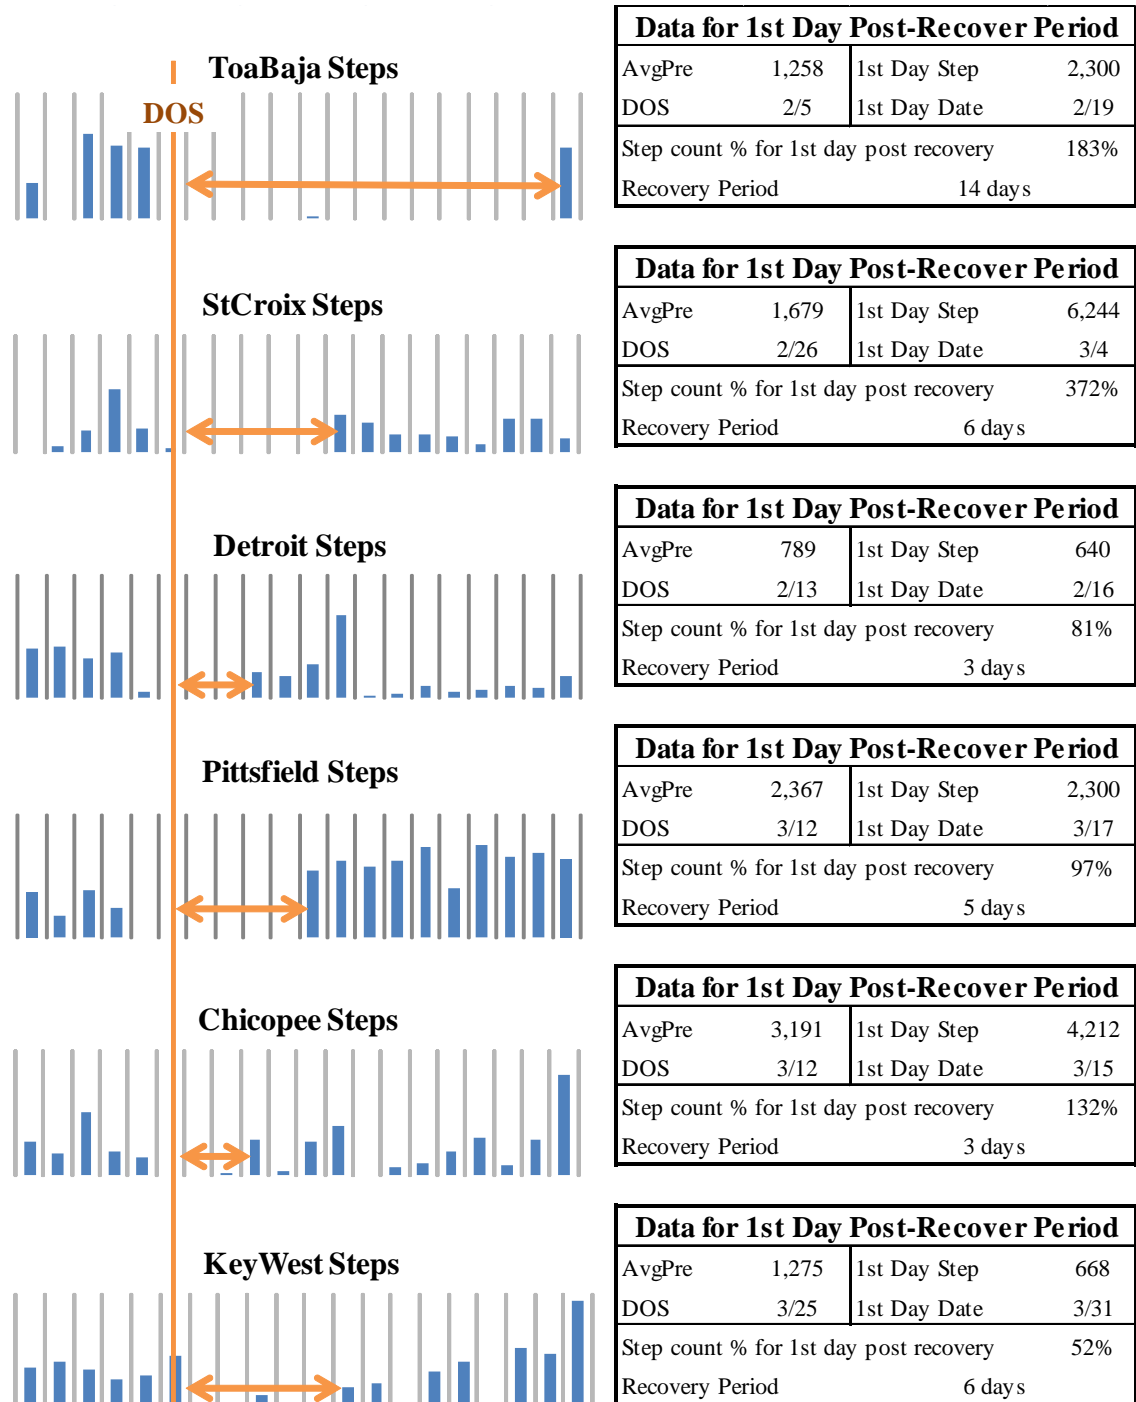 ToaBaja Steps
DOS
Data for 1st Day Post-Recover Period
AvgPre 1,258 1st Day Step 2,300
DOS 2/5 1st Day Date 2/19
Step count % for 1st day post recovery 183%
Recovery Period 14 days
StCroix Steps
Data for 1st Day Post-Recover Period
AvgPre 1,679 1st Day Step 6,244
DOS 2/26 1st Day Date 3/4
Step count % for 1st day post recovery 372%
Recovery Period 6 days
Detroit Steps
Data for 1st Day Post-Recover Period
AvgPre 789 1st Day Step 640
DOS 2/13 1st Day Date 2/16
Step count % for 1st day post recovery 81%
Recovery Period 3 days
Pittsfield Steps
Data for 1st Day Post-Recover Period
AvgPre 2,367 1st Day Step 2,300
DOS 3/12 1st Day Date 3/17
Step count % for 1st day post recovery 97%
Recovery Period 5 days
Chicopee Steps
Data for 1st Day Post-Recover Period
AvgPre 3,191 1st Day Step 4,212
DOS 3/12 1st Day Date 3/15
Step count % for 1st day post recovery 132%
Recovery Period 3 days
KeyWest Steps
Data for 1st Day Post-Recover Period
AvgPre 1,275 1st Day Step 668
DOS 3/25 1st Day Date 3/31
Step count % for 1st day post recovery 52%
Recovery Period 6 days